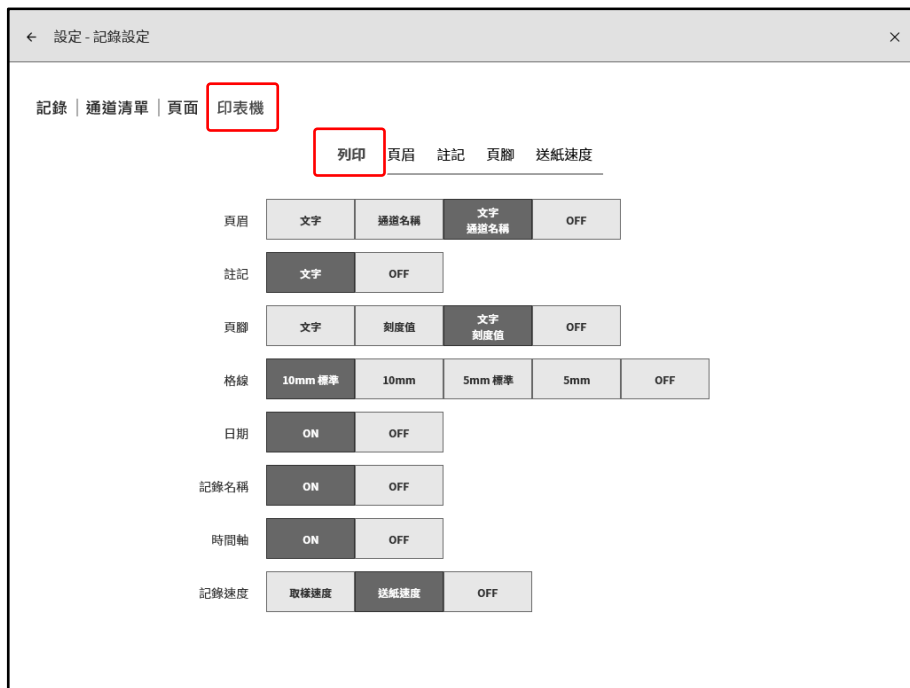 ← 設定 - 記錄設定 ×
記錄 | 通道清單 | 頁面 | 印表機
列印 頁眉 註記 頁腳 送紙速度
頁眉 文字 通道名稱 文字 通道名稱 OFF
註記 文字 OFF
頁腳 文字 刻度值 文字 刻度值 OFF
格線 10mm 標準 10mm 5mm 標準 5mm OFF
日期 ON OFF
記錄名稱 ON OFF
時間軸 ON OFF
記錄速度 取樣速度 送紙速度 OFF